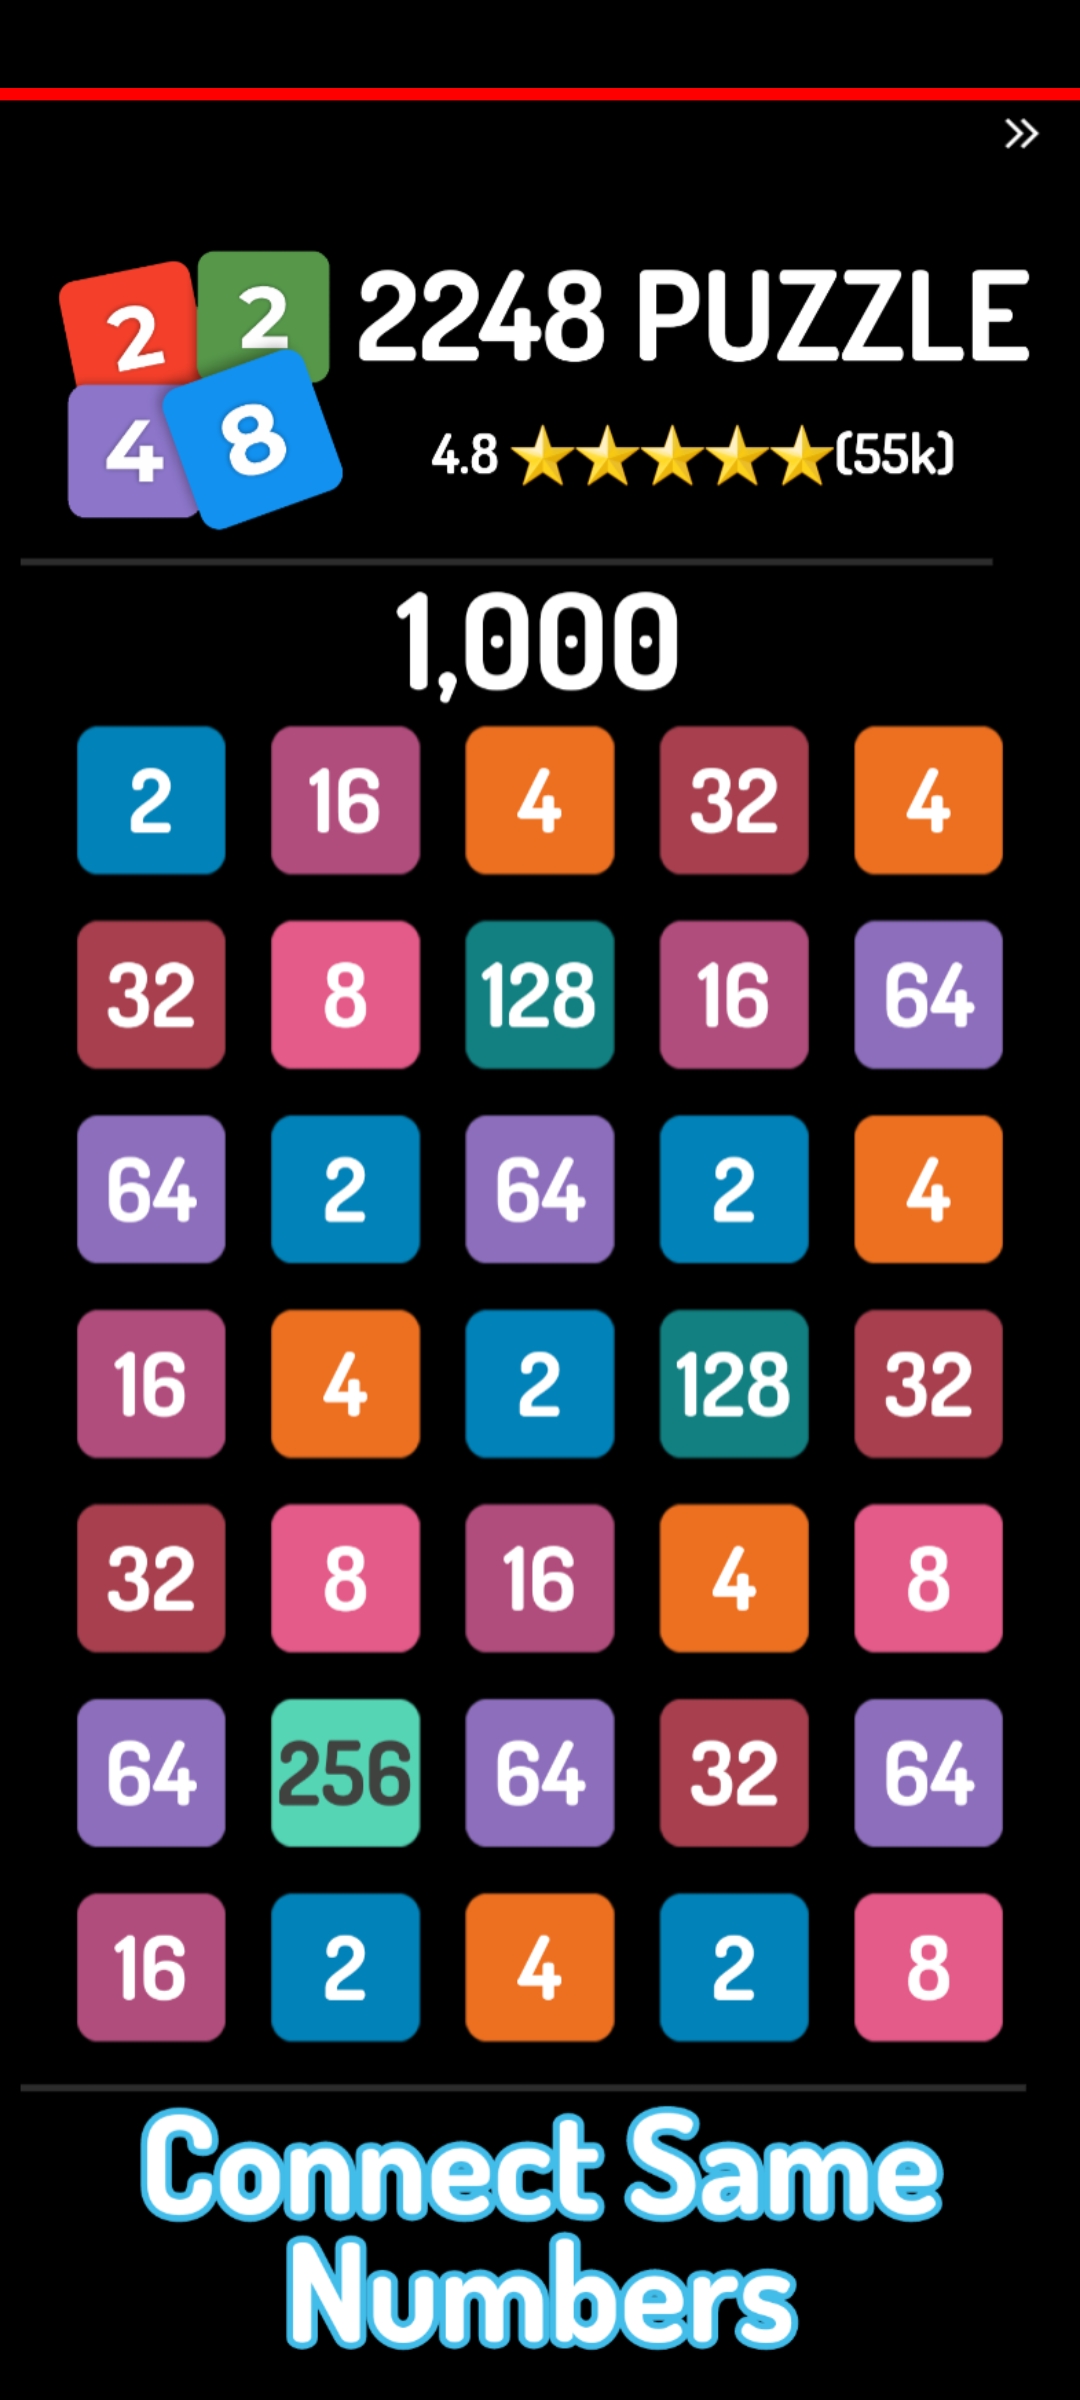 2 2
4 8
2248 PUZZLE
4.8 ⭐⭐⭐⭐⭐(55k)
1,000
2 16 4 32 4
32 8 128 16 64
64 2 64 2 4
16 4 2 128 32
32 8 16 4 8
64 256 64 32 64
16 2 4 2 8
Connect Same
Numbers